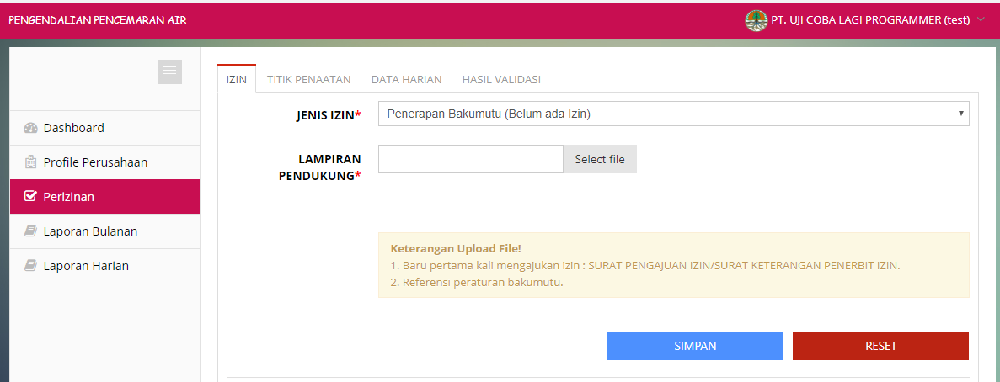 PENGENDALIAN PENCEMARAN AIR
PT. UJI COBA LAGI PROGRAMMER (test)
Dashboard
Profile Perusahaan
Perizinan
Laporan Bulanan
Laporan Harian
IZIN TITIK PENAATAN DATA HARIAN HASIL VALIDASI
JENIS IZIN* Penerapan Bakumutu (Belum ada Izin)
LAMPIRAN
PENDUKUNG*
Select file
Keterangan Upload File!
1. Baru pertama kali mengajukan izin : SURAT PENGAJUAN IZIN/SURAT KETERANGAN PENERBIT IZIN.
2. Referensi peraturan bakumutu.
SIMPAN RESET